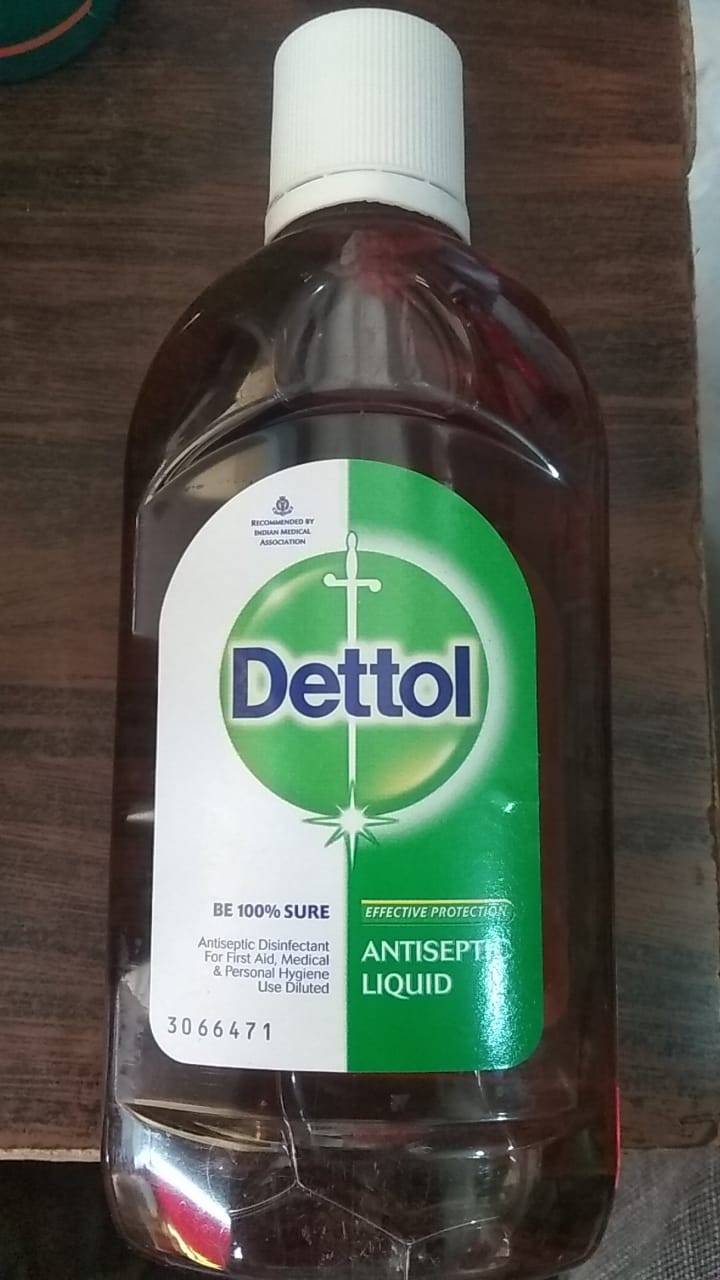 RECOMMENDED BY
INDIAN MEDICAL
ASSOCIATION
Dettol
BE 100% SURE
Antiseptic Disinfectant
For First Aid, Medical
& Personal Hygiene
Use Diluted
3066471
EFFECTIVE PROTECTION
ANTISEPTIC
LIQUID